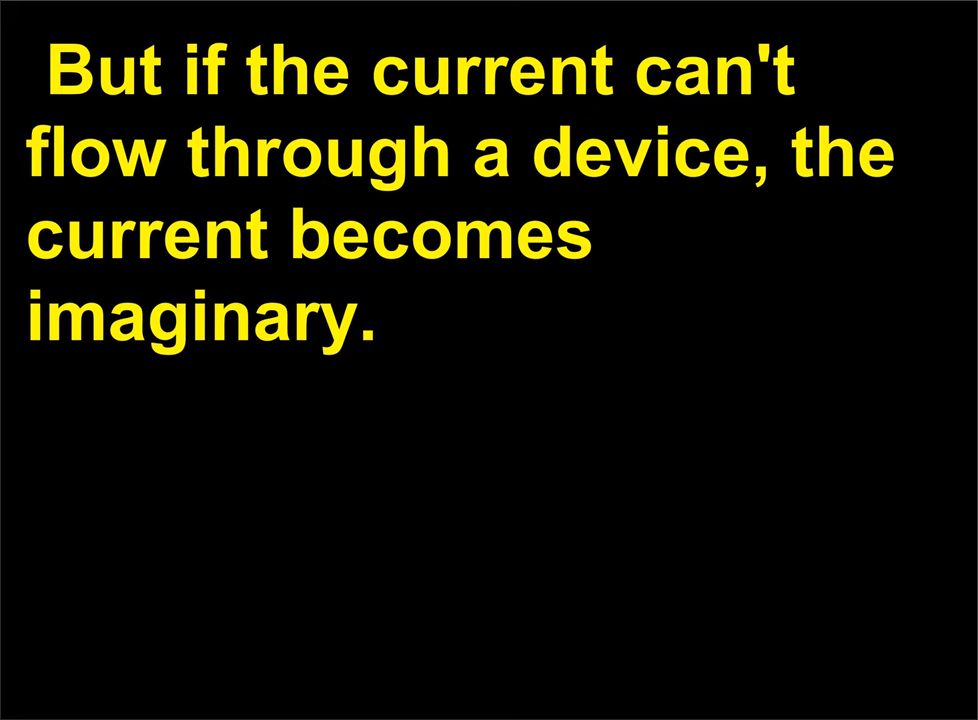 But if the current can't
flow through a device, the
current becomes
imaginary.